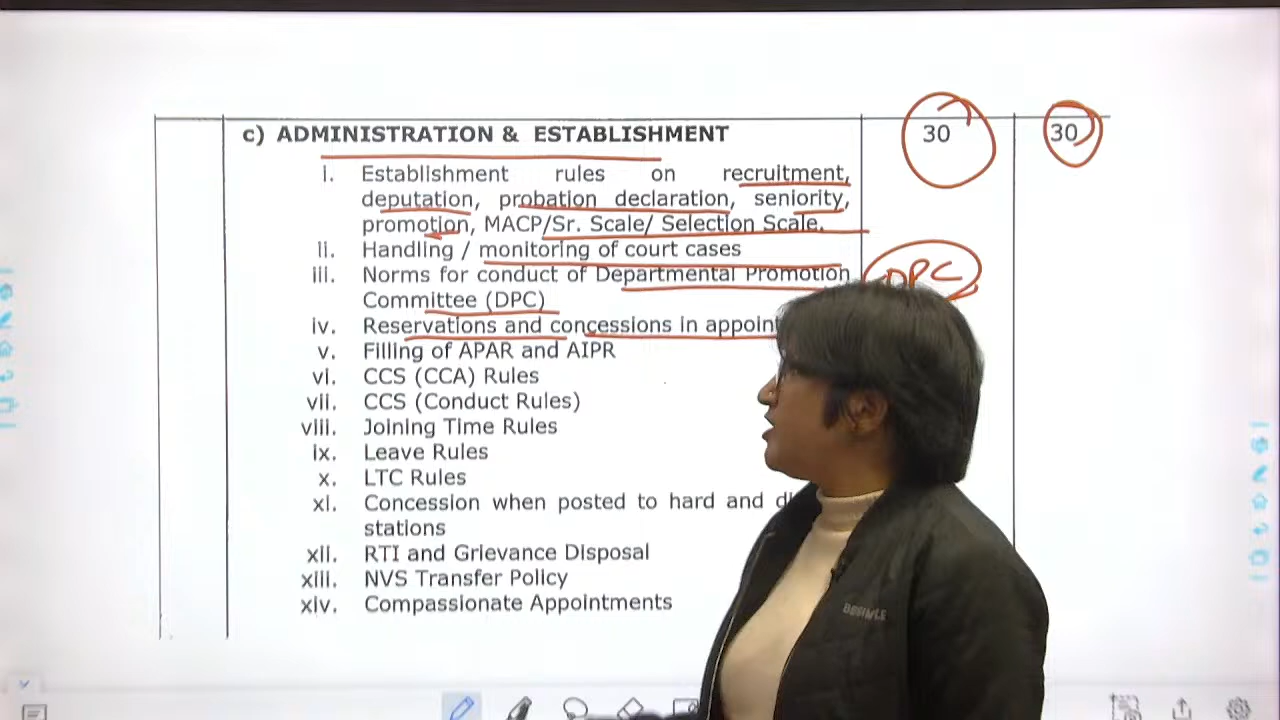 c) ADMINISTRATION & ESTABLISHMENT 30 30
i. Establishment rules on recruitment,
deputation, probation declaration, seniority,
promotion, MACP/Sr. Scale/ Selection Scale.
ii. Handling / monitoring of court cases
iii. Norms for conduct of Departmental Promotion
DPC
Committee (DPC)
iv. Reservations and concessions in
v. Filling of APAR and AIPR
vi. CCS (CCA) Rules
vii. CCS (Conduct Rules)
viii. Joining Time Rules
ix. Leave Rules
x. LTC Rules
xi. Concession when posted to hard and
stations
xii. RTI and Grievance Disposal
xiii. NVS Transfer Policy
xiv. Compassionate Appointments